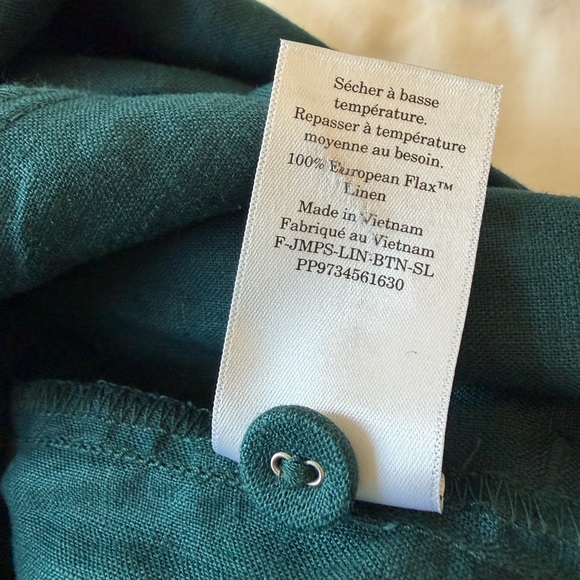 Sécher à basse
température.
Repasser à température
moyenne au besoin.
100% European Flax™
Linen
Made in Vietnam
Fabriqué au Vietnam
F-JMPS-LIN-BTN-SL
PP9734561630